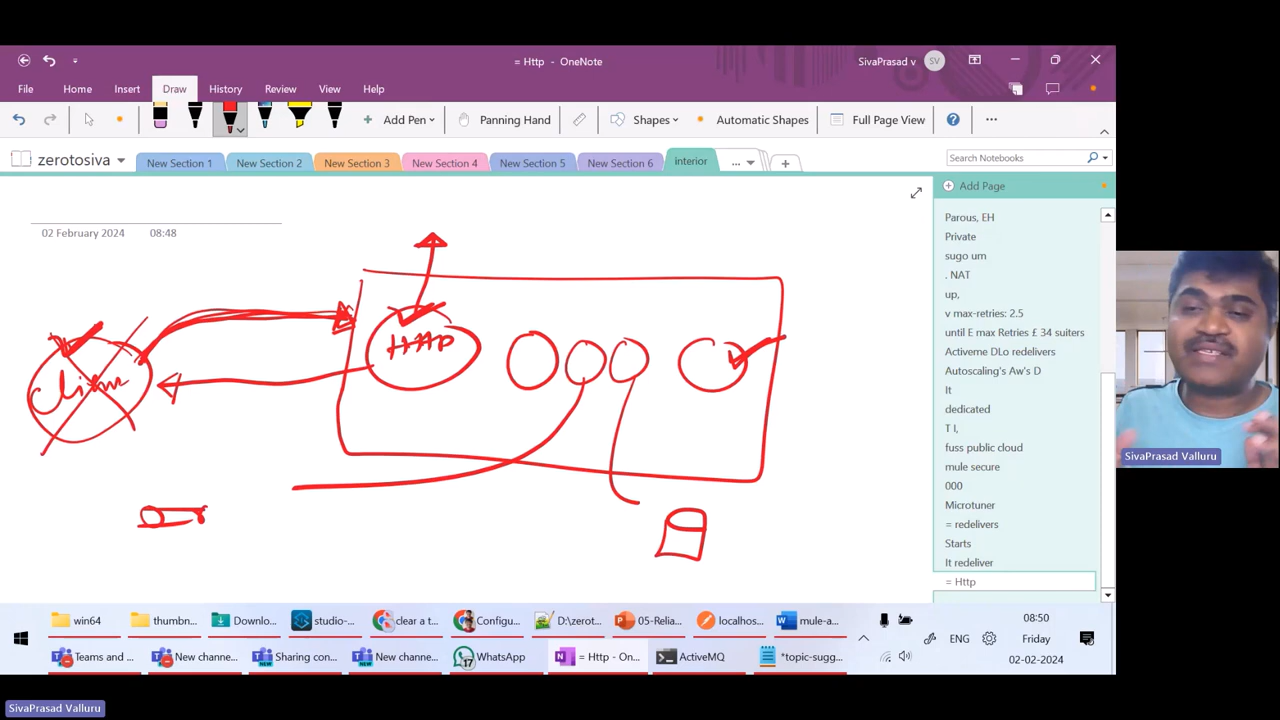 = Http - OneNote
SivaPrasad v
SV
File
Home
Insert
Draw
History
Review
View
Help
Add Pen
Panning Hand
Shapes
Automatic Shapes
Full Page View
zerotosiva
New Section 1
New Section 2
New Section 3
New Section 4
New Section 5
New Section 6
interior
...
Search Notebooks
Add Page
02 February 2024
08:48
Http
Parous, EH
Private
sugo um
. NAT
up,
v max-retries: 2.5
until E max Retries £ 34 suiters
Activeme DLo redelivers
Autoscaling's Aw's D
It
dedicated
T I,
fuss public cloud
mule secure
000
Microtuner
= redelivers
Starts
It redeliver
= Http
SivaPrasad Valluru
win64
thumbn...
Downlo...
studio-...
clear a t...
Configu...
D:\zerot...
05-Relia...
localhos...
mule-a...
08:50
ENG
Friday
Teams and ...
New channe...
Sharing con...
New channe...
WhatsApp
17
= Http - On...
ActiveMQ
*topic-sugg...
02-02-2024
SivaPrasad Valluru